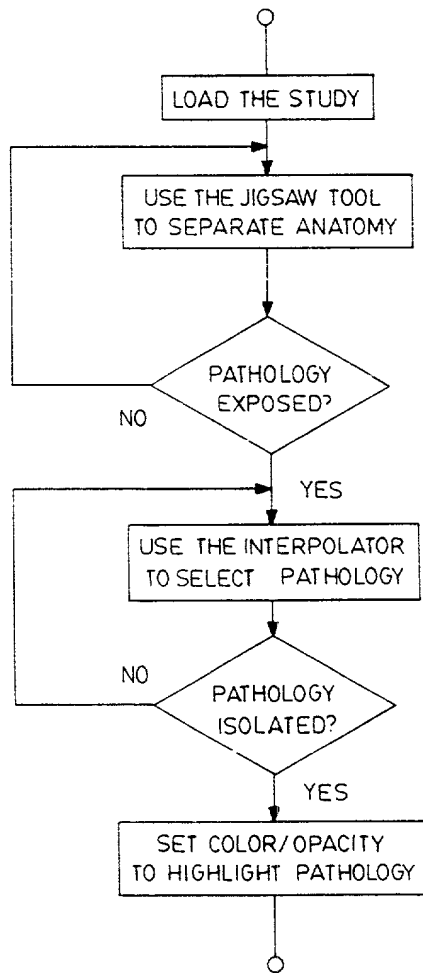 LOAD THE STUDY
USE THE JIGSAW TOOL
TO SEPARATE ANATOMY
PATHOLOGY
EXPOSED?
NO
YES
USE THE INTERPOLATOR
TO SELECT PATHOLOGY
NO
PATHOLOGY
ISOLATED?
YES
SET COLOR/OPACITY
TO HIGHLIGHT PATHOLOGY